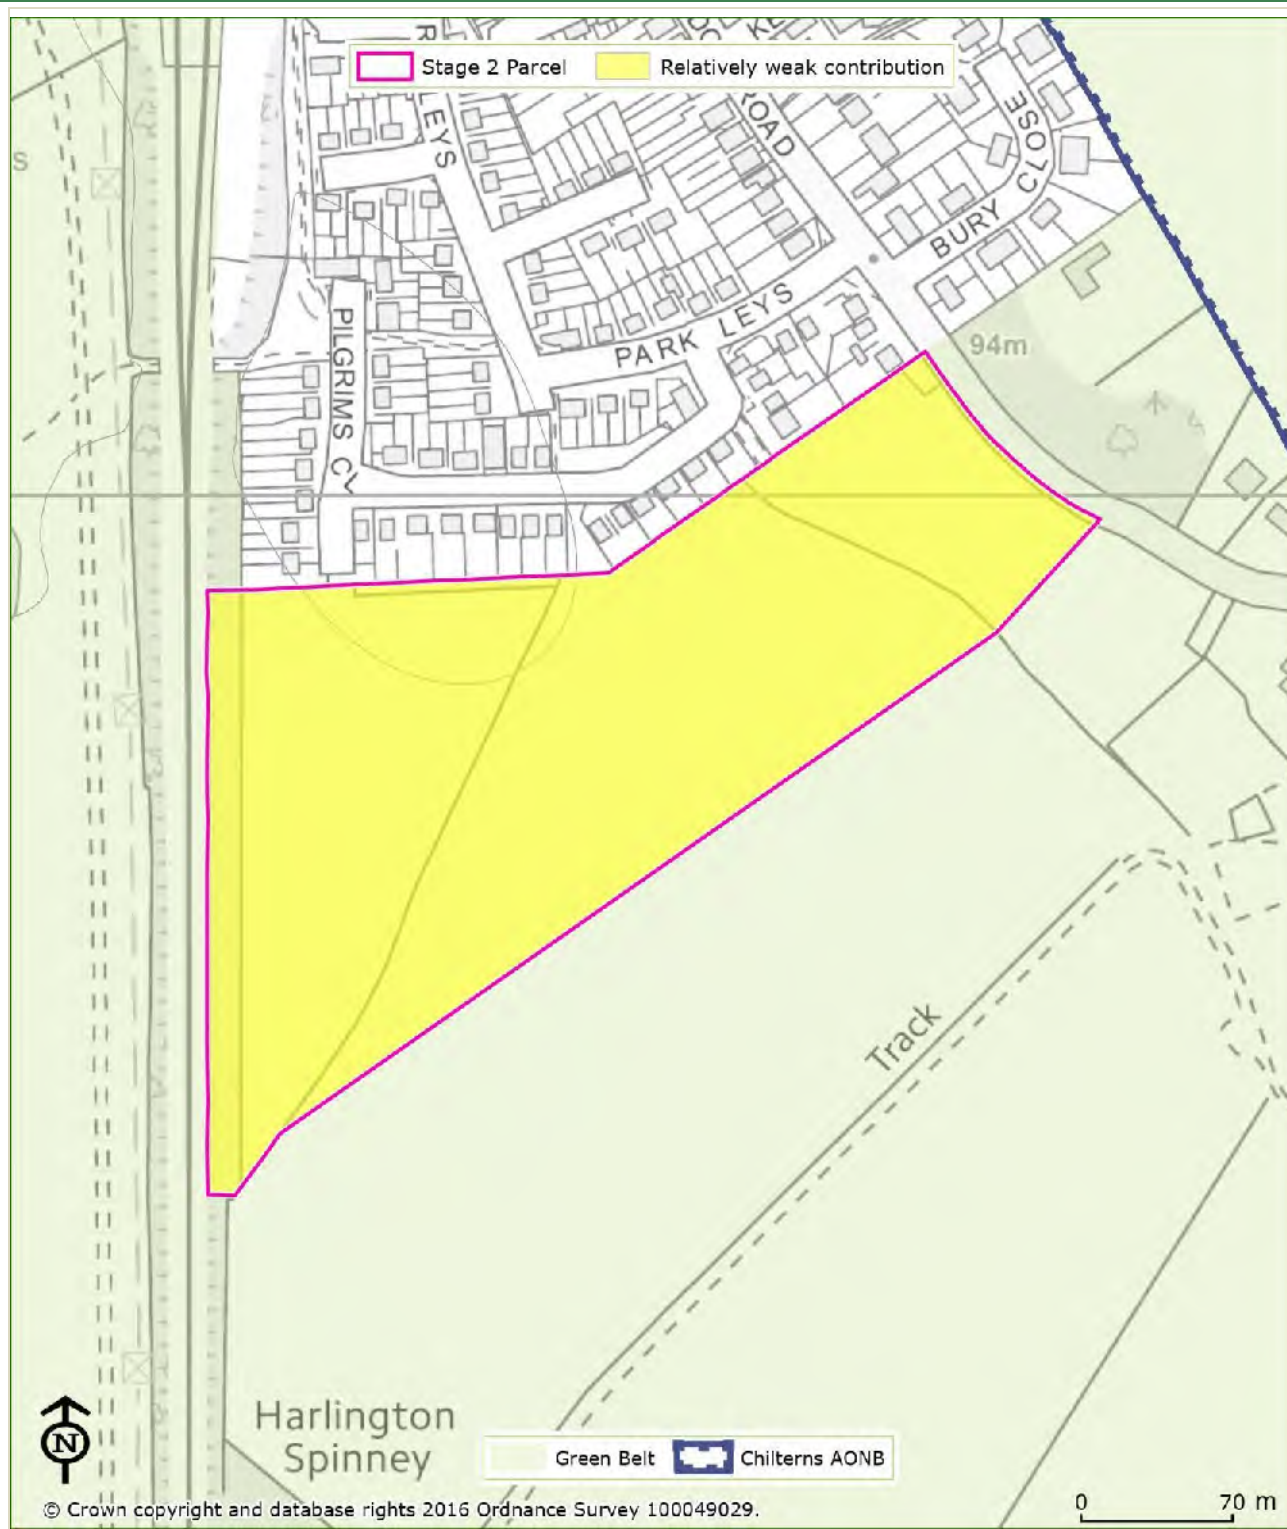 Stage 2 Parcel
Relatively weak contribution
LEYS
ROAD
BURY CLOSE
PARK LEYS
PILGRIMS
94m
Track
Harlington
Spinney
N
Green Belt
Chilterns AONB
© Crown copyright and database rights 2016 Ordnance Survey 100049029.
0 70 m